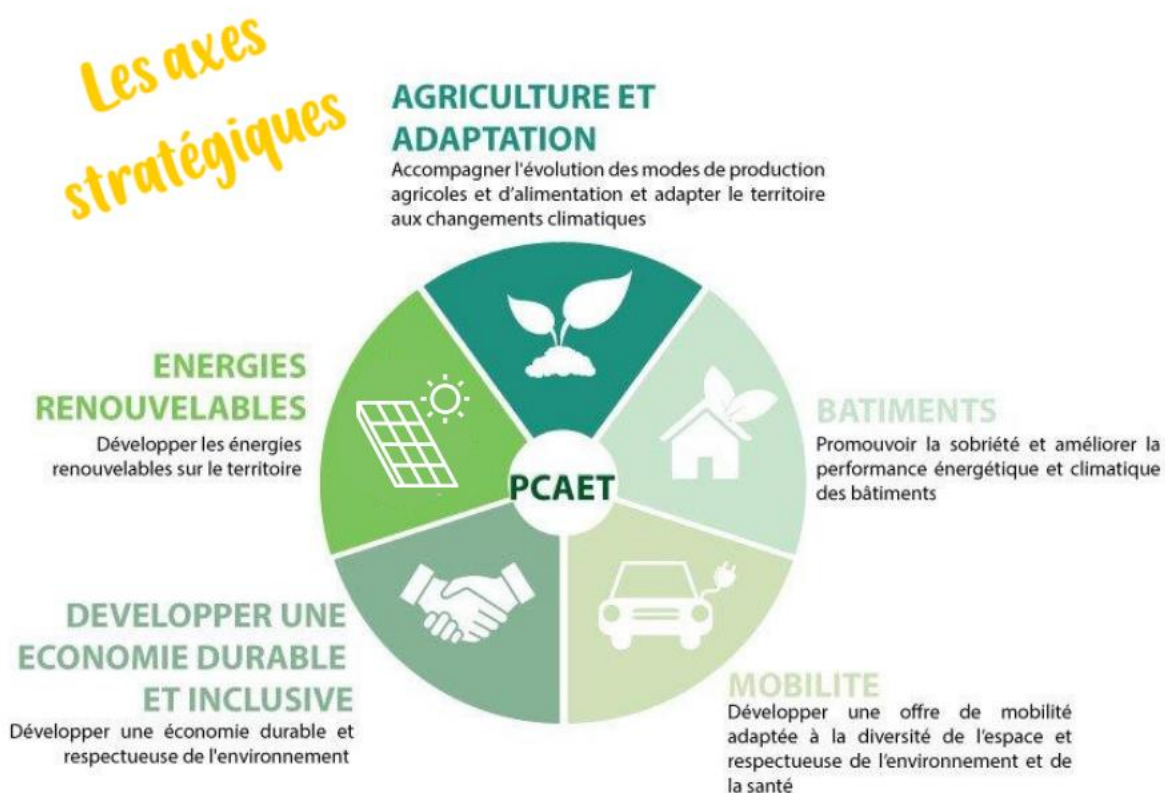 Les axes
stratégiques
AGRICULTURE ET
ADAPTATION
Accompagner l'évolution des modes de production
agricoles et d’alimentation et adapter le territoire
aux changements climatiques
ENERGIES
RENOUVELABLES
Développer les énergies
renouvelables sur le territoire
BATIMENTS
Promouvoir la sobriété et améliorer la
performance énergétique et climatique
des bâtiments
PCAET
DEVELOPPER UNE
ECONOMIE DURABLE
ET INCLUSIVE
Développer une économie durable et
respectueuse de l'environnement
MOBILITE
Développer une offre de mobilité
adaptée à la diversité de l’espace et
respectueuse de l’environnement et de
la santé